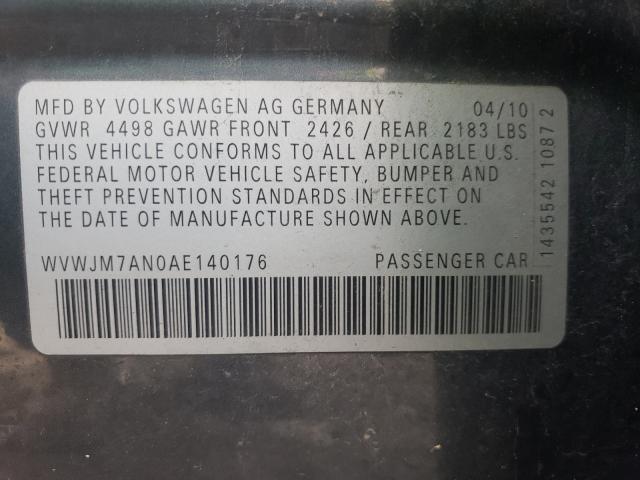 MFD BY VOLKSWAGEN AG GERMANY 04/10
GVWR 4498 GAWR FRONT 2426 / REAR 2183 LBS
THIS VEHICLE CONFORMS TO ALL APPLICABLE U.S.
FEDERAL MOTOR VEHICLE SAFETY, BUMPER AND
THEFT PREVENTION STANDARDS IN EFFECT ON
THE DATE OF MANUFACTURE SHOWN ABOVE.
WVWJM7AN0AE140176 PASSENGER CAR
1435542 1087 2